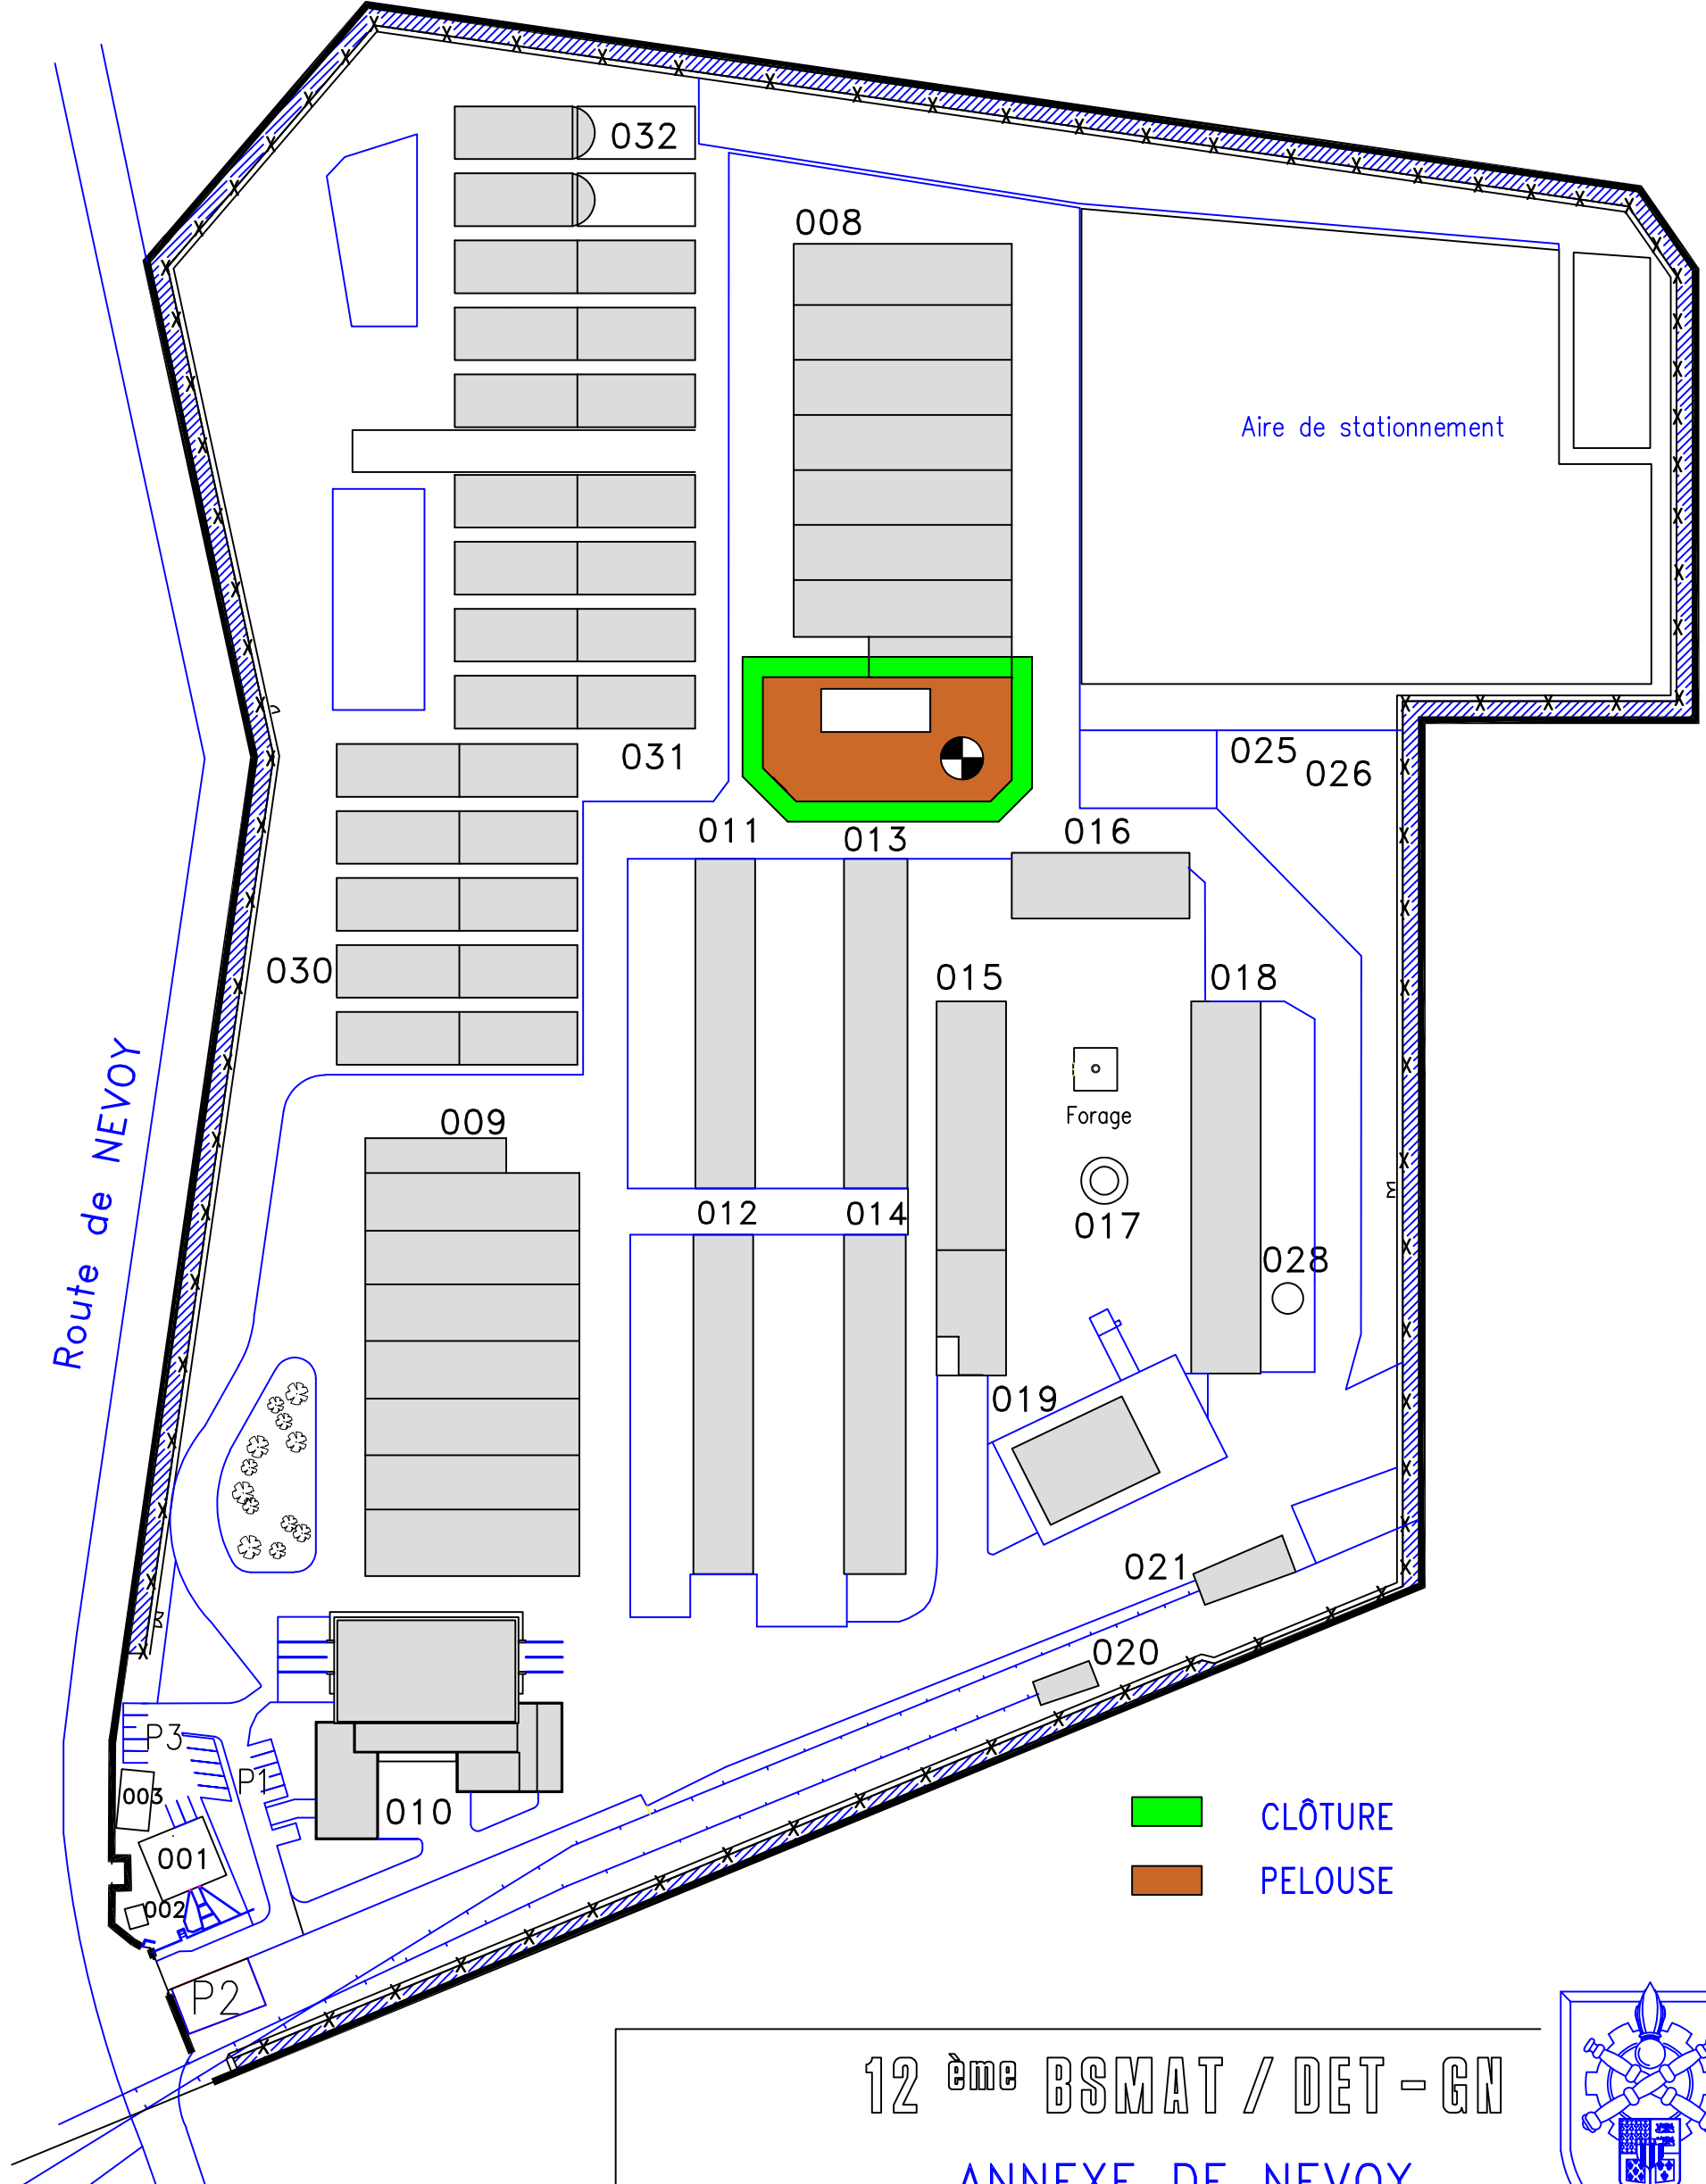 032
008
Aire de stationnement
031
025
026
011
013
016
030
015
018
Forage
009
012
014
017
028
Route de NEVOY
019
021
020
P3
P1
003
010
001
002
P2
CLÔTURE
PELOUSE
12 ème BSMAT / DET - GN
ANNEXE DE NEVOY